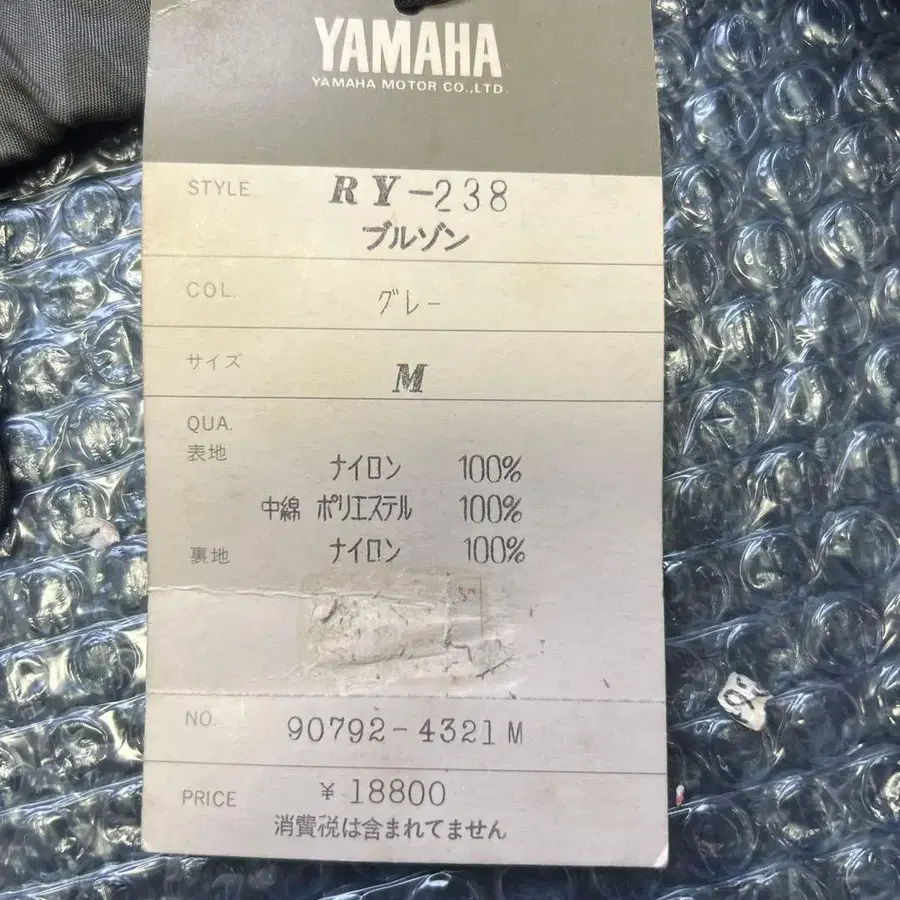 YAMAHA
YAMAHA MOTOR CO.,LTD.
STYLE RY-238
ブルゾン
COL. グレー
サイズ M
QUA.
表地
ナイロン 100%
中綿 ポリエステル 100%
裏地 ナイロン 100%
NO. 90792-4321M
PRICE ¥18800
消費税は含まれてません